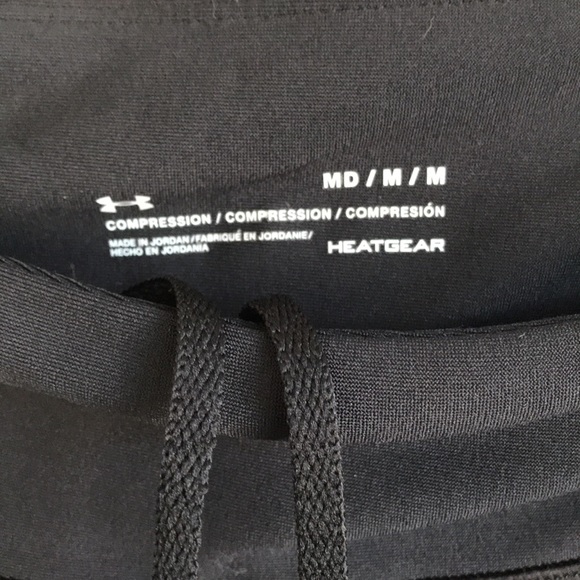 MD / M / M
COMPRESSION / COMPRESSION / COMPRESIÓN
MADE IN JORDAN / FABRIQUÉ EN JORDANIE /
HECHO EN JORDANIA
HEATGEAR